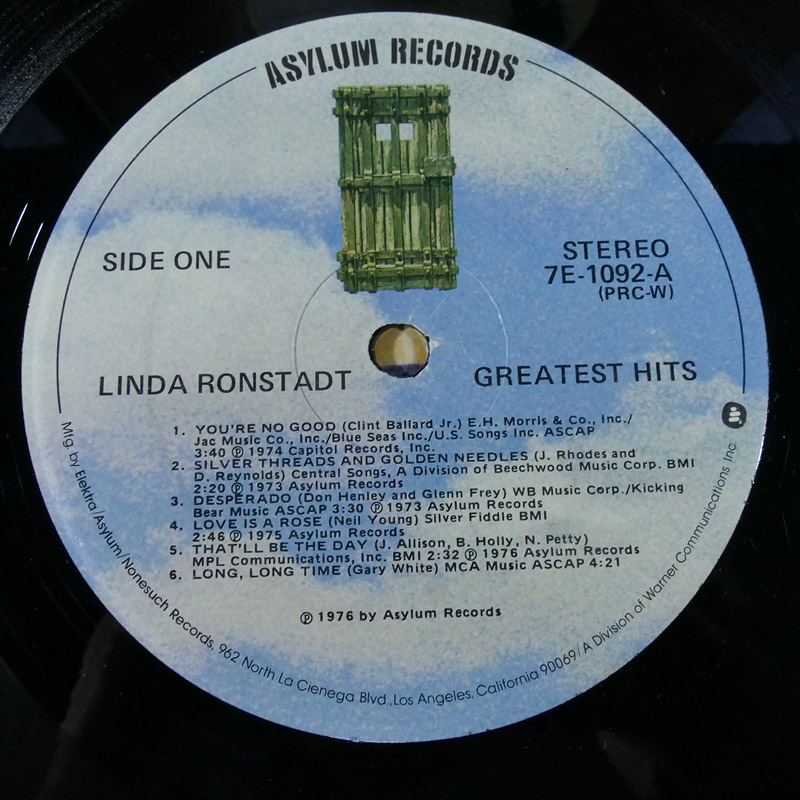 ASYLUM RECORDS
SIDE ONE
STEREO
7E-1092-A
(PRC-W)
LINDA RONSTADT
GREATEST HITS
1. YOU'RE NO GOOD (Clint Ballard Jr.) E.H. Morris & Co., Inc./
Jac Music Co., Inc./Blue Seas Inc./U.S. Songs Inc. ASCAP
3:40 ℗ 1974 Capitol Records, Inc.
2. SILVER THREADS AND GOLDEN NEEDLES (J. Rhodes and
D. Reynolds) Central Songs, A Division of Beechwood Music Corp. BMI
2:20 ℗ 1973 Asylum Records
3. DESPERADO (Don Henley and Glenn Frey) WB Music Corp./Kicking
Bear Music ASCAP 3:30 ℗ 1973 Asylum Records
4. LOVE IS A ROSE (Neil Young) Silver Fiddle BMI
2:46 ℗ 1975 Asylum Records
5. THAT'LL BE THE DAY (J. Allison, B. Holly, N. Petty)
MPL Communications, Inc. BMI 2:32 ℗ 1976 Asylum Records
6. LONG, LONG TIME (Gary White) MCA Music ASCAP 4:21
℗ 1976 by Asylum Records
Mfg. by Elektra/Asylum/Nonesuch Records, 962 North La Cienega Blvd., Los Angeles, California 90069/A Division of Warner Communications Inc.